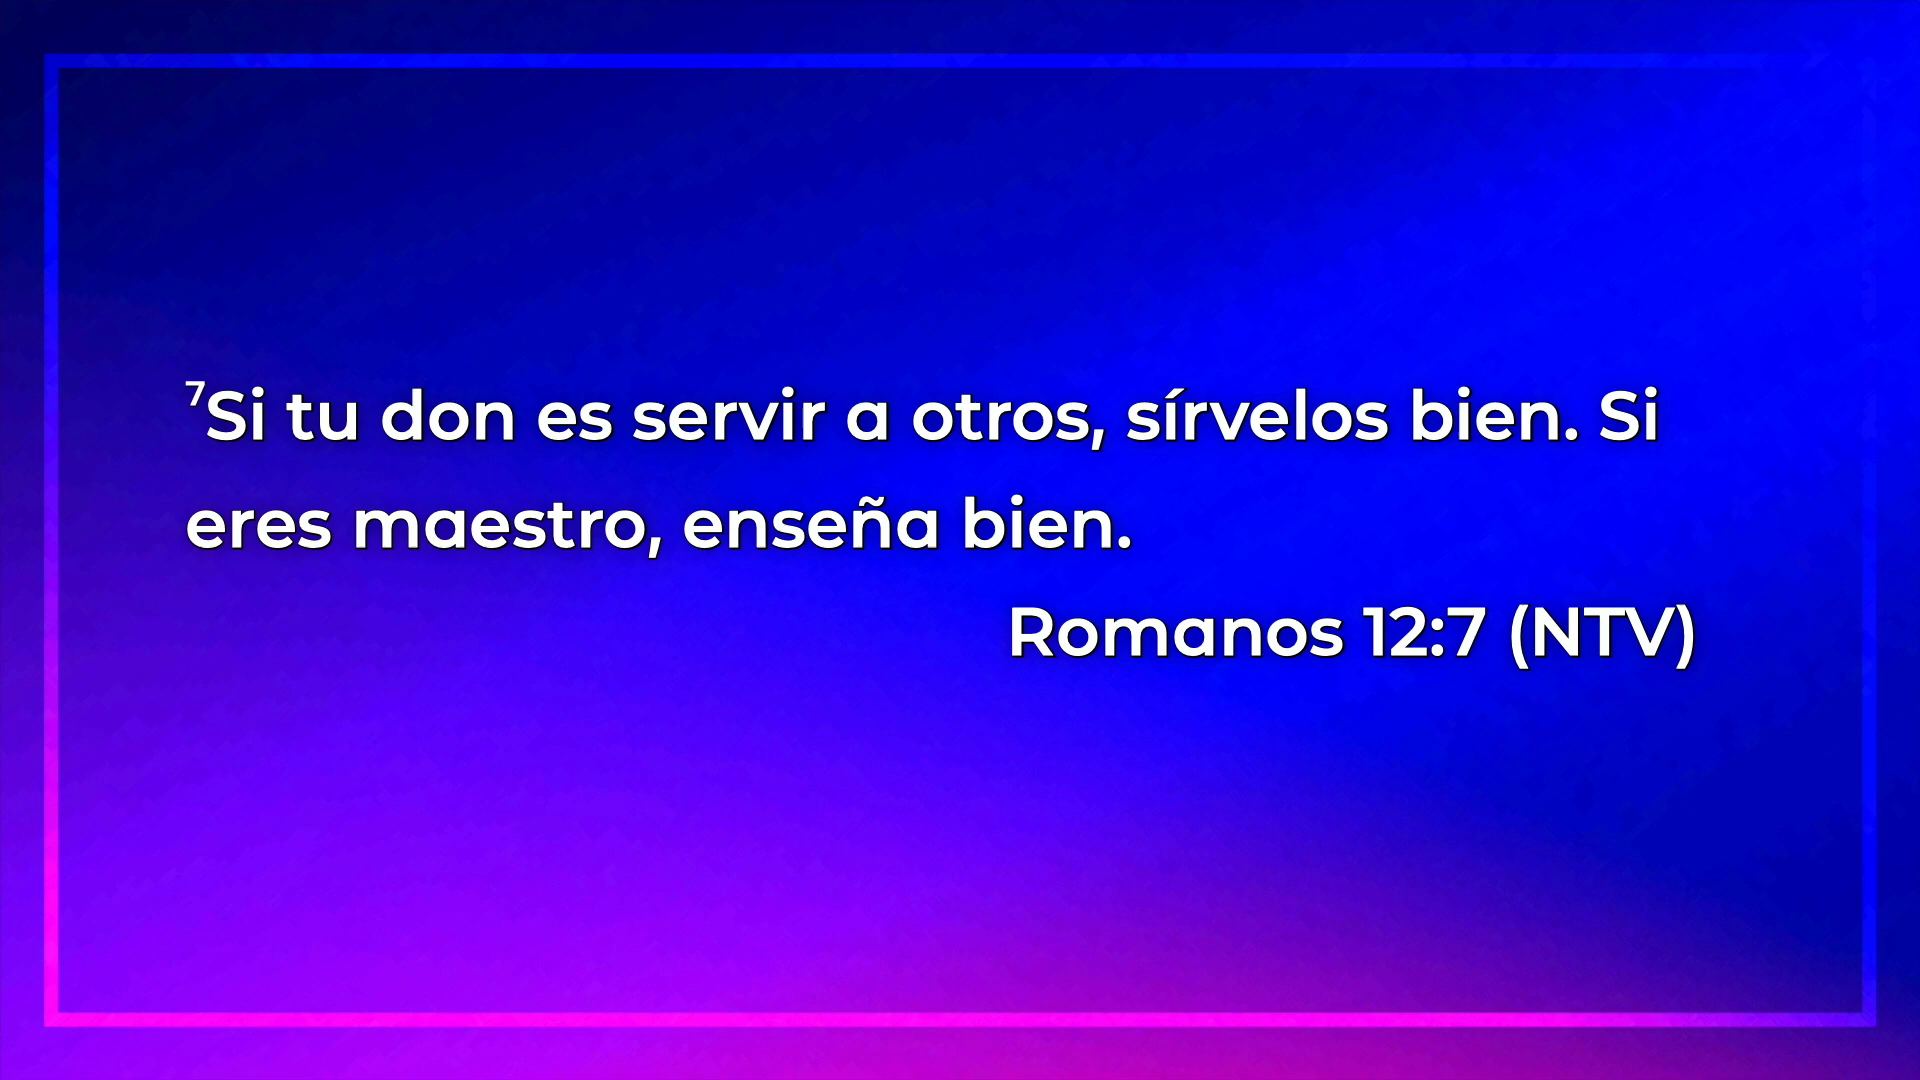 ⁷Si tu don es servir a otros, sírvelos bien. Si
eres maestro, enseña bien.
Romanos 12:7 (NTV)